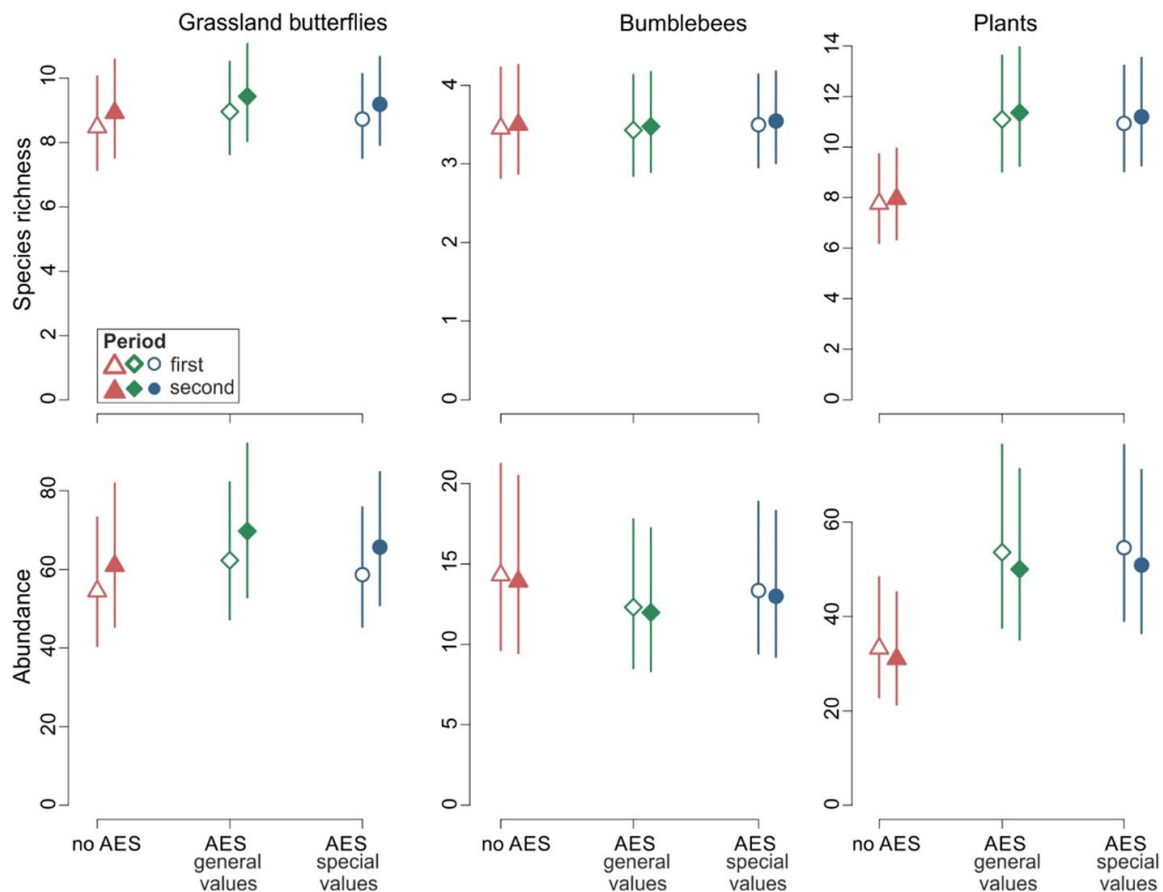 Grassland butterflies
Bumblebees
Plants
Species richness
10
8
6
4
2
0
4
3
2
1
0
14
12
10
8
6
4
2
0
Period
first
second
Abundance
80
60
40
20
0
20
15
10
5
0
60
40
20
0
no AES
AES
general
values
AES
special
values
no AES
AES
general
values
AES
special
values
no AES
AES
general
values
AES
special
values